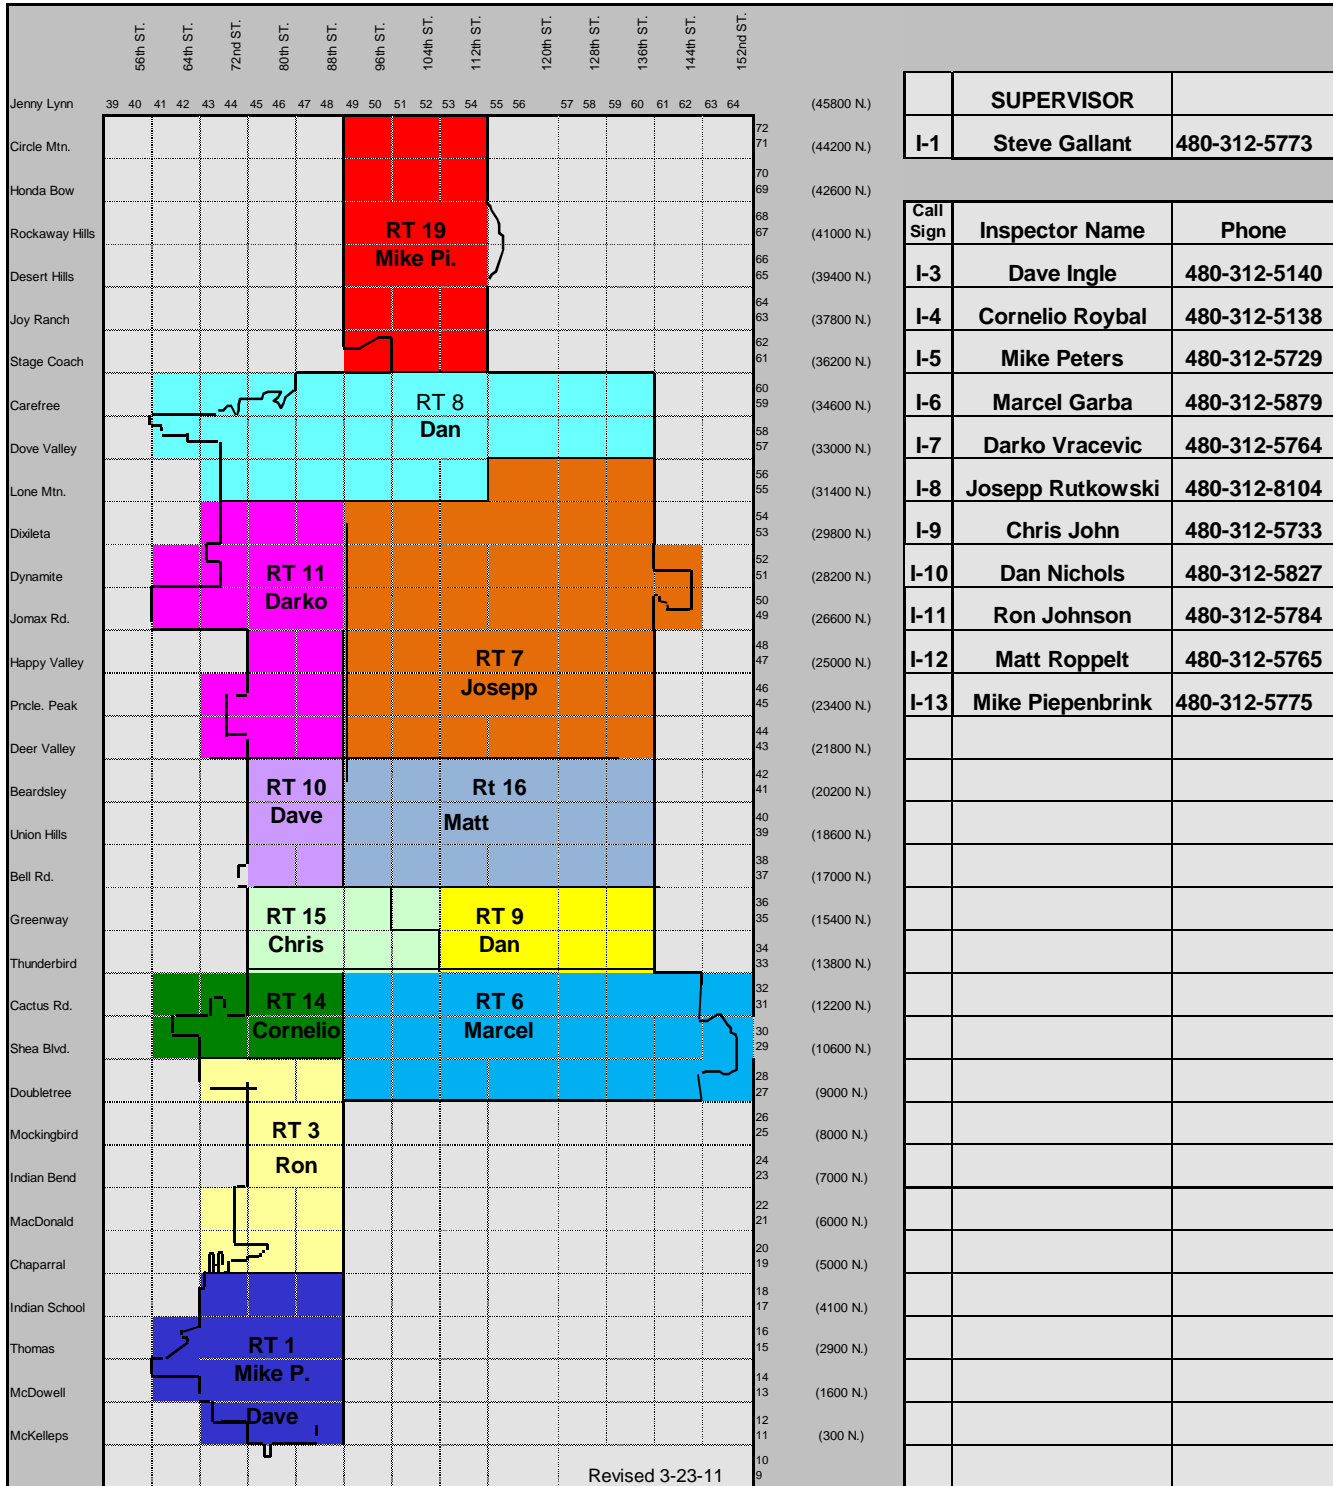 56th ST. 64th ST. 72nd ST. 80th ST. 88th ST. 96th ST. 104th ST. 112th ST. 120th ST. 128th ST. 136th ST. 144th ST. 152nd ST.
Jenny Lynn 39 40 41 42 43 44 45 46 47 48 49 50 51 52 53 54 55 56 57 58 59 60 61 62 63 64 (45800 N.)
72
Circle Mtn. 71 (44200 N.)
70
Honda Bow 69 (42600 N.)
68
Rockaway Hills 67 (41000 N.)
RT 19
Mike Pi.
66
Desert Hills 65 (39400 N.)
64
Joy Ranch 63 (37800 N.)
62
Stage Coach 61 (36200 N.)
60
Carefree 59 (34600 N.)
RT 8
Dan
58
Dove Valley 57 (33000 N.)
56
Lone Mtn. 55 (31400 N.)
54
Dixileta 53 (29800 N.)
52
Dynamite 51 (28200 N.)
RT 11
Darko
50
Jomax Rd. 49 (26600 N.)
48
Happy Valley 47 (25000 N.)
RT 7
Josepp
46
Pncle. Peak 45 (23400 N.)
44
Deer Valley 43 (21800 N.)
42
Beardsley 41 (20200 N.)
RT 10 Rt 16
Dave Matt
40
Union Hills 39 (18600 N.)
38
Bell Rd. 37 (17000 N.)
36
Greenway 35 (15400 N.)
RT 15 RT 9
Chris Dan
34
Thunderbird 33 (13800 N.)
32
Cactus Rd. 31 (12200 N.)
RT 14 RT 6
Cornelio Marcel
30
Shea Blvd. 29 (10600 N.)
28
Doubletree 27 (9000 N.)
26
Mockingbird 25 (8000 N.)
RT 3
Ron
24
Indian Bend 23 (7000 N.)
22
MacDonald 21 (6000 N.)
20
Chaparral 19 (5000 N.)
18
Indian School 17 (4100 N.)
16
Thomas 15 (2900 N.)
RT 1
Mike P.
14
McDowell 13 (1600 N.)
Dave
12
McKelleps 11 (300 N.)
10
9
Revised 3-23-11
SUPERVISOR
I-1 Steve Gallant 480-312-5773
Call Sign Inspector Name Phone
I-3 Dave Ingle 480-312-5140
I-4 Cornelio Roybal 480-312-5138
I-5 Mike Peters 480-312-5729
I-6 Marcel Garba 480-312-5879
I-7 Darko Vracevic 480-312-5764
I-8 Josepp Rutkowski 480-312-8104
I-9 Chris John 480-312-5733
I-10 Dan Nichols 480-312-5827
I-11 Ron Johnson 480-312-5784
I-12 Matt Roppelt 480-312-5765
I-13 Mike Piepenbrink 480-312-5775